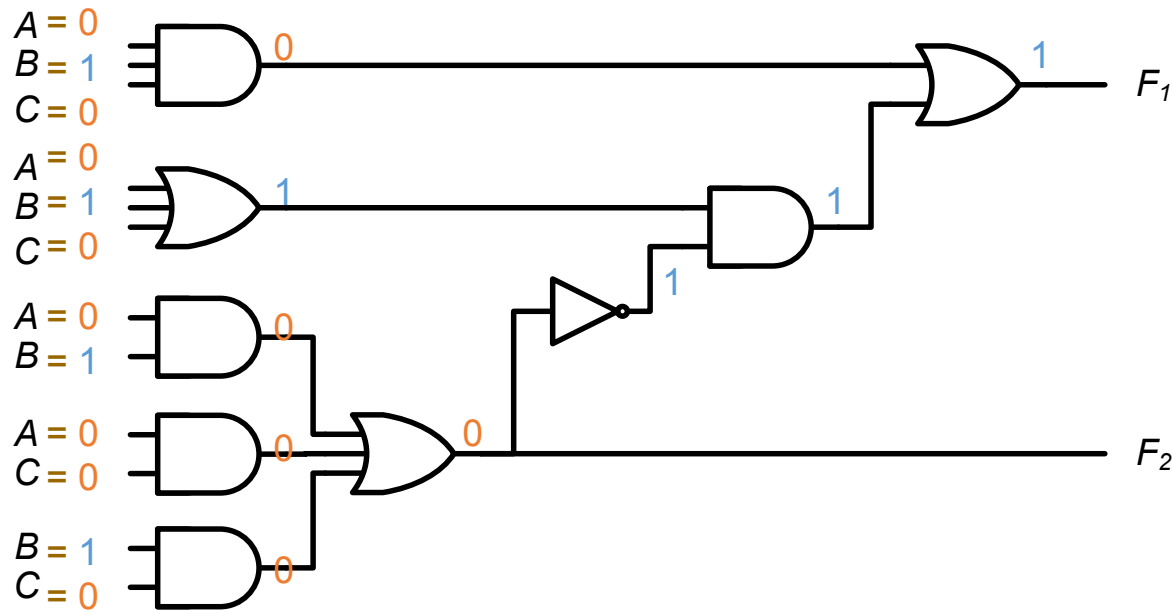 A = 0
0
1
B = 1
F1
C = 0
A = 0
B = 1
1
1
C = 0
1
A = 0
0
B = 1
A = 0
0
0
F2
C = 0
B = 1
0
C = 0